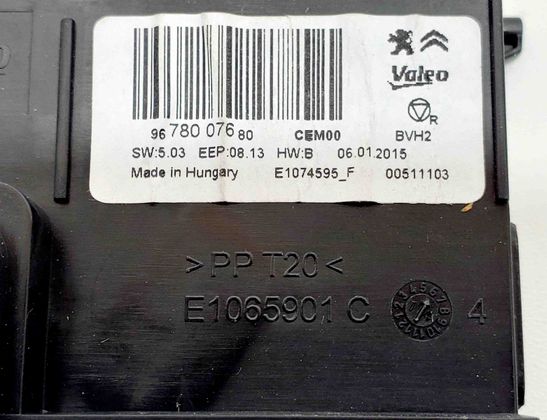 Valeo
R
96 780 076 80 CEM00 BVH2
SW:5.03 EEP:08.13 HW:B 06.01.2015
Made in Hungary E1074595_F 00511103
>PP T20<
E1065901 C 4